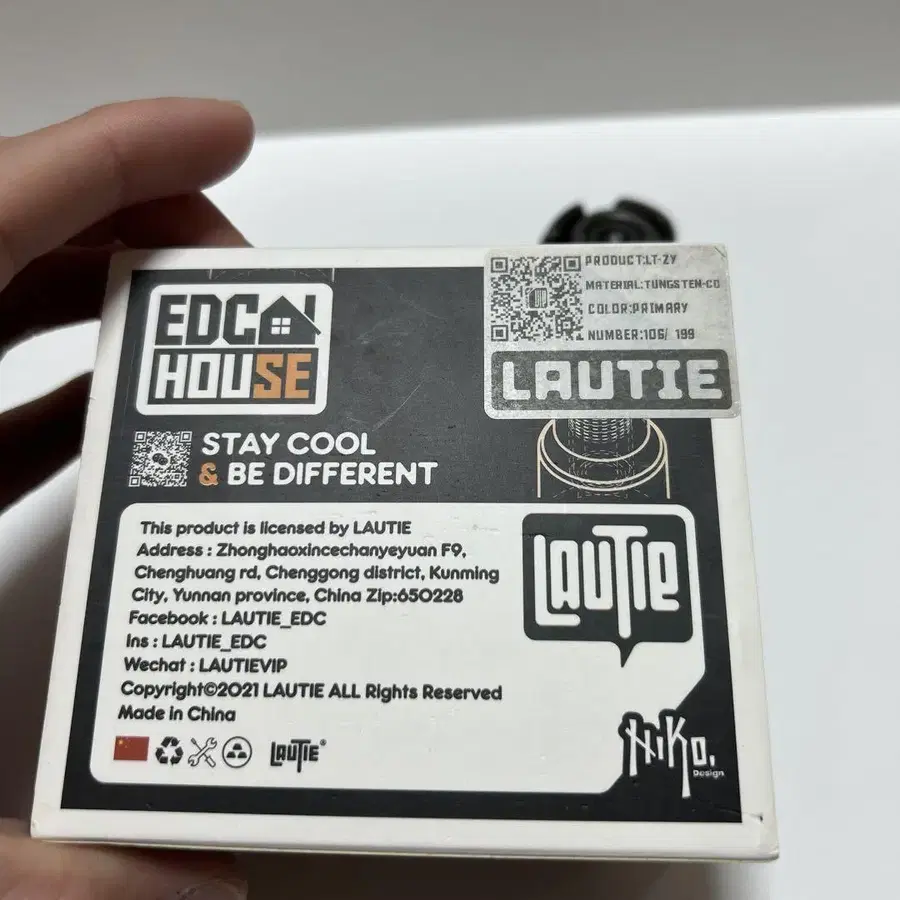 EDC
HOUSE
PRODUCT:LT-ZY
MATERIAL:TUNGSTEN-CO
COLOR:PRIMARY
NUMBER:106/ 199
LAUTIE
STAY COOL
& BE DIFFERENT
This product is licensed by LAUTIE
Address : Zhonghaoxincechanyeyuan F9,
Chenghuang rd, Chenggong district, Kunming
City, Yunnan province, China Zip:650228
Facebook : LAUTIE_EDC
Ins : LAUTIE_EDC
Wechat : LAUTIEVIP
Copyright©2021 LAUTIE ALL Rights Reserved
Made in China
LAUTIE
LAUTIE®
HiKo.
Design